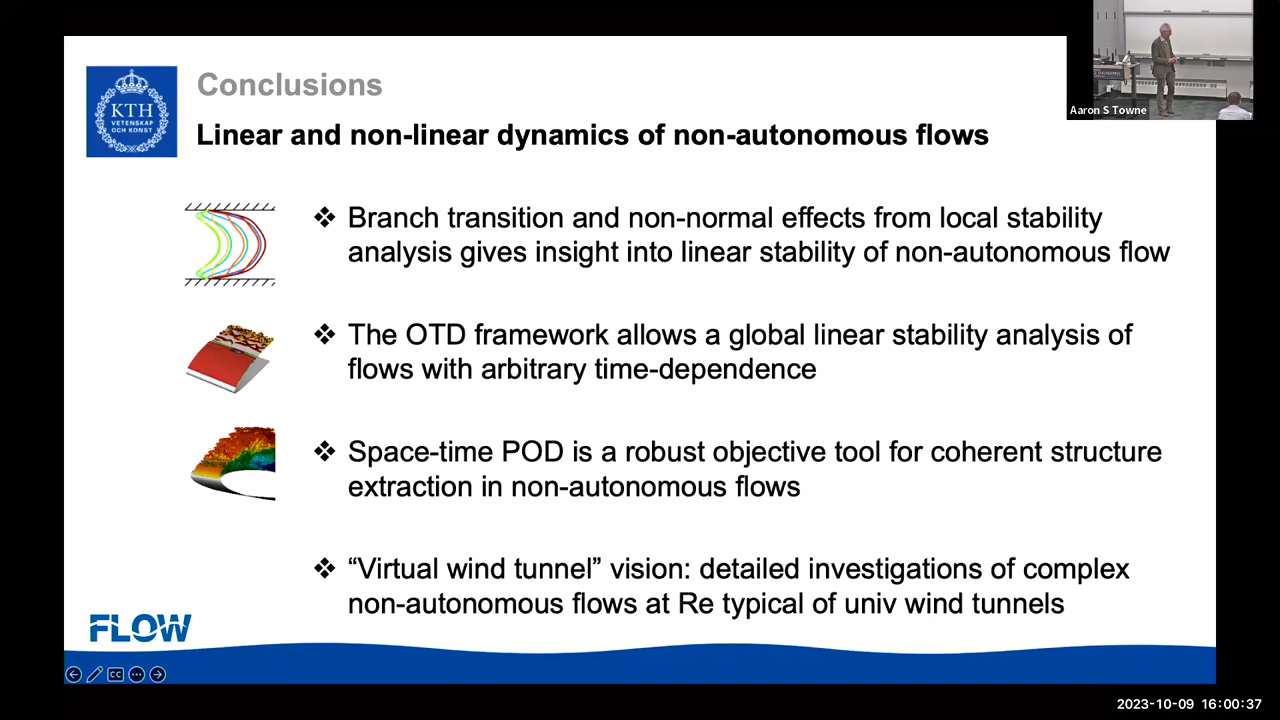 Conclusions
Linear and non-linear dynamics of non-autonomous flows
KTH
VETENSKAP
OCH KONST
❖ Branch transition and non-normal effects from local stability
analysis gives insight into linear stability of non-autonomous flow
❖ The OTD framework allows a global linear stability analysis of
flows with arbitrary time-dependence
❖ Space-time POD is a robust objective tool for coherent structure
extraction in non-autonomous flows
❖ “Virtual wind tunnel” vision: detailed investigations of complex
non-autonomous flows at Re typical of univ wind tunnels
FLOW
CC
Aaron S Towne
2023-10-09 16:00:37